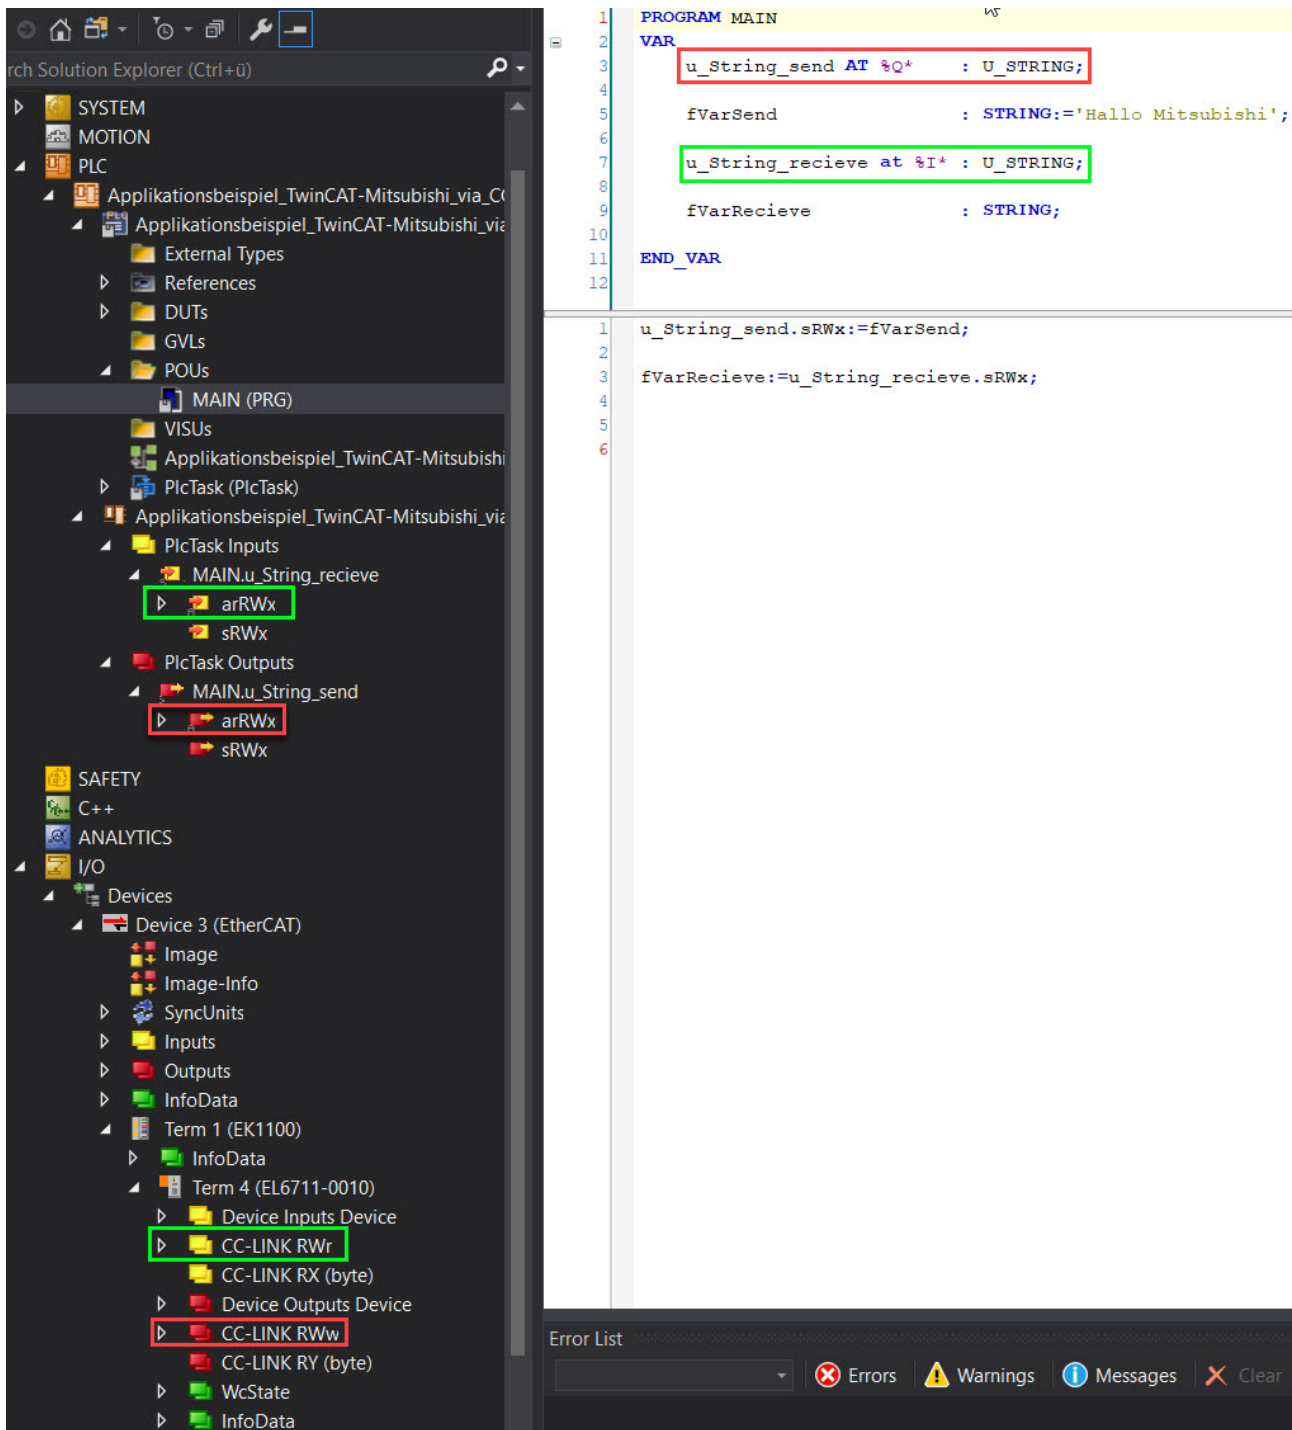 rch Solution Explorer (Ctrl+ü)
SYSTEM
MOTION
PLC
Applikationsbeispiel_TwinCAT-Mitsubishi_via_C
Applikationsbeispiel_TwinCAT-Mitsubishi_via
External Types
References
DUTs
GVLs
POUs
MAIN (PRG)
VISUs
Applikationsbeispiel_TwinCAT-Mitsubishi
PlcTask (PlcTask)
Applikationsbeispiel_TwinCAT-Mitsubishi_via
PlcTask Inputs
MAIN.u_String_recieve
arRWx
sRWx
PlcTask Outputs
MAIN.u_String_send
arRWx
sRWx
SAFETY
C++
ANALYTICS
I/O
Devices
Device 3 (EtherCAT)
Image
Image-Info
SyncUnits
Inputs
Outputs
InfoData
Term 1 (EK1100)
InfoData
Term 4 (EL6711-0010)
Device Inputs Device
CC-LINK RWr
CC-LINK RX (byte)
Device Outputs Device
CC-LINK RWw
CC-LINK RY (byte)
WcState
InfoData
1 PROGRAM MAIN
2 VAR
3 u_String_send AT %Q* : U_STRING;
4
5 fVarSend : STRING:='Hallo Mitsubishi';
6
7 u_String_recieve at %I* : U_STRING;
8
9 fVarRecieve : STRING;
10
11 END_VAR
12
1 u_String_send.sRWx:=fVarSend;
2
3 fVarRecieve:=u_String_recieve.sRWx;
4
5
6
Error List
Errors Warnings Messages Clear